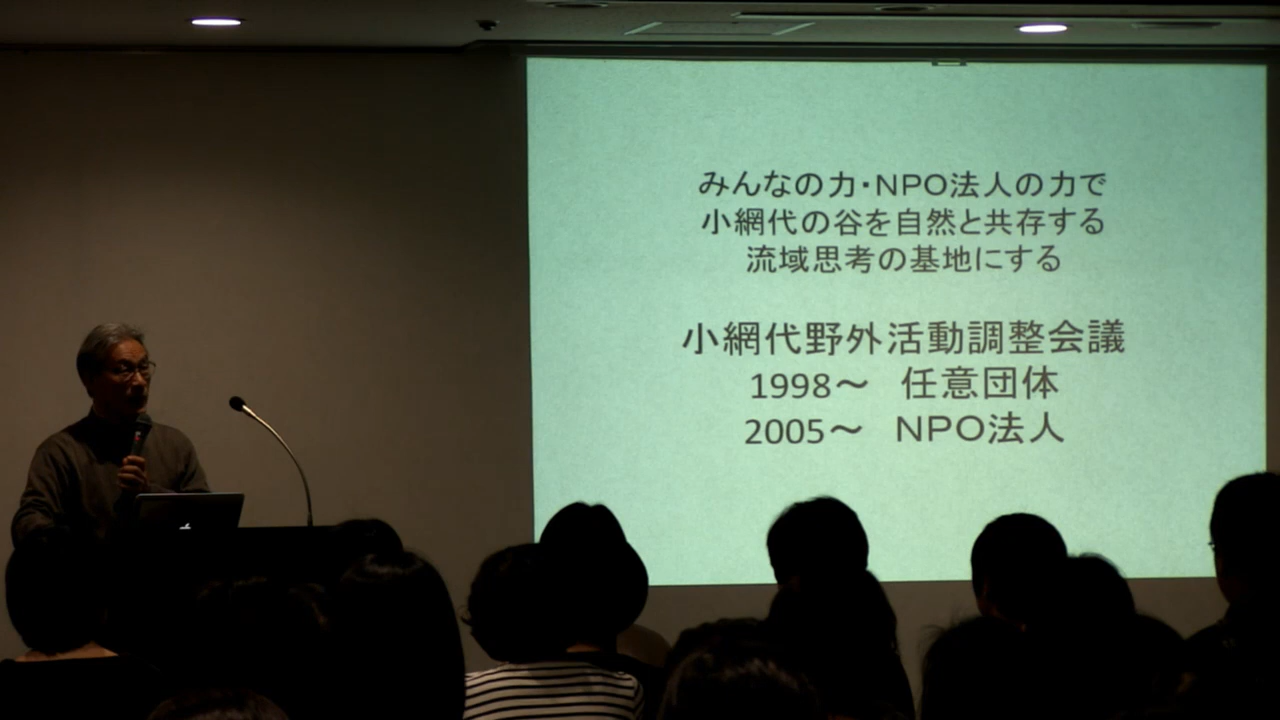 みんなの力・NPO法人の力で
小網代の谷を自然と共存する
流域思考の基地にする
小網代野外活動調整会議
1998～　任意団体
2005～　NPO法人